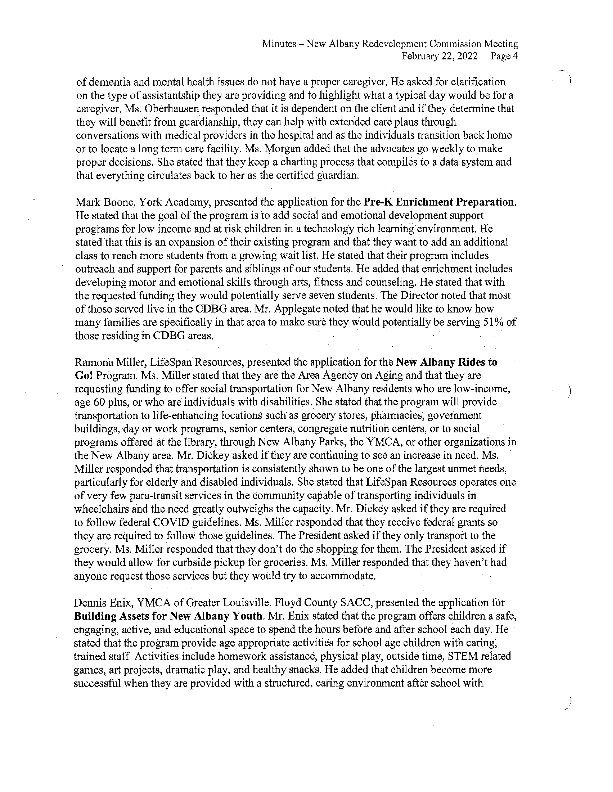 Minutes – New Albany Redevelopment Commission Meeting
February 22, 2022 Page 4
of dementia and mental health issues do not have a proper caregiver. He asked for clarification
on the type of assistantship they are providing and to highlight what a typical day would be for a
caregiver. Ms. Oberhausen responded that it is dependent on the client and if they determine that
they will benefit from guardianship, they can help with extended care plans through
conversations with medical providers in the hospital and as the individuals transition back home
or to locate a long term care facility. Ms. Morgan added that the advocates go weekly to make
proper decisions. She stated that they keep a charting process that compiles to a data system and
that everything circulates back to her as the certified guardian.
Mark Boone, York Academy, presented the application for the Pre-K Enrichment Preparation.
He stated that the goal of the program is to add social and emotional development support
programs for low income and at risk children in a technology rich learning environment. He
stated that this is an expansion of their existing program and that they want to add an additional
class to reach more students from a growing wait list. He stated that their program includes
outreach and support for parents and siblings of our students. He added that enrichment includes
developing motor and emotional skills through arts, fitness and counseling. He stated that with
the requested funding they would potentially serve seven students. The Director noted that most
of those served live in the CDBG area. Mr. Applegate noted that he would like to know how
many families are specifically in that area to make sure they would potentially be serving 51% of
those residing in CDBG areas.
Ramona Miller, LifeSpan Resources, presented the application for the New Albany Rides to
Go! Program. Ms. Miller stated that they are the Area Agency on Aging and that they are
requesting funding to offer social transportation for New Albany residents who are low-income,
age 60 plus, or who are individuals with disabilities. She stated that the program will provide
transportation to life-enhancing locations such as grocery stores, pharmacies, government
buildings, day or work programs, senior centers, congregate nutrition centers, or to social
programs offered at the library, through New Albany Parks, the YMCA, or other organizations in
the New Albany area. Mr. Dickey asked if they are continuing to see an increase in need. Ms.
Miller responded that transportation is consistently shown to be one of the largest unmet needs,
particularly for elderly and disabled individuals. She stated that LifeSpan Resources operates one
of very few para-transit services in the community capable of transporting individuals in
wheelchairs and the need greatly outweighs the capacity. Mr. Dickey asked if they are required
to follow federal COVID guidelines. Ms. Miller responded that they receive federal grants so
they are required to follow those guidelines. The President asked if they only transport to the
grocery. Ms. Miller responded that they don't do the shopping for them. The President asked if
they would allow for curbside pickup for groceries. Ms. Miller responded that they haven't had
anyone request those services but they would try to accommodate.
Dennis Enix, YMCA of Greater Louisville, Floyd County SACC, presented the application for
Building Assets for New Albany Youth. Mr. Enix stated that the program offers children a safe,
engaging, active, and educational space to spend the hours before and after school each day. He
stated that the program provide age appropriate activities for school age children with caring,
trained staff. Activities include homework assistance, physical play, outside time, STEM related
games, art projects, dramatic play, and healthy snacks. He added that children become more
successful when they are provided with a structured, caring environment after school with